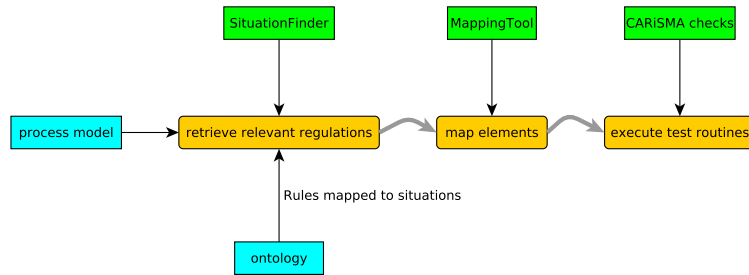 SituationFinder
MappingTool
CARiSMA checks
process model
retrieve relevant regulations
map elements
execute test routines
Rules mapped to situations
ontology